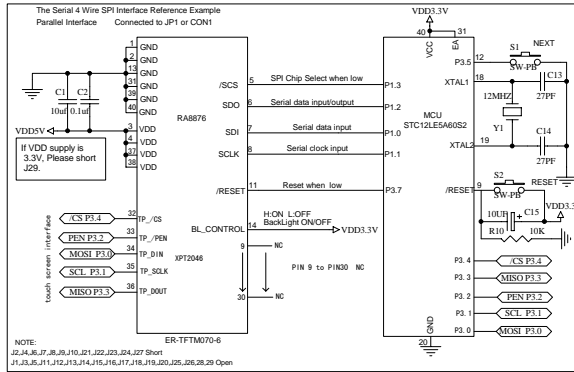 The Serial 4 Wire SPI Interface Reference Example
Parallel Interface Connected to JP1 or CON1
1 GND
2 GND
13 GND
31 GND
39 GND
40 GND
C1 C2
10uf 0.1uf
VDD5V
3 VDD
4 VDD
37 VDD
38 VDD
If VDD supply is
3.3V, Please short
J29.
RA8876
/SCS 5 SPI Chip Select when low P1.3
SDO 6 Serial data input/output P1.2
SDI 7 Serial data input P1.0
SCLK 8 Serial clock input P1.1
/RESET 11 Reset when low P3.7
H:ON L:OFF
BL_CONTROL 14 BackLight ON/OFF VDD3.3V
9 NC
PIN 9 to PIN30 NC
30 NC
touch screen interface
/CS P3.4 32 TP_/CS
PEN P3.2 33 TP_/PEN
MOSI P3.0 34 TP_DIN
SCL P3.1 35 TP_SCLK
MISO P3.3 36 TP_DOUT
XPT2046
ER-TFTM070-6
VDD3.3V
40 31
VCC EA
MCU
STC12LE5A60S2
P3.5 12 S1 NEXT
SW-PB
XTAL1 18
C13
27PF
12MHZ
Y1
XTAL2 19
C14
27PF
S2
/RESET 9 SW-PB RESET
10UF C15 VDD3.3
R10 10K
P3. 4 /CS P3.4
P3. 3 MISO P3.3
P3. 2 PEN P3.2
P3. 1 SCL P3.1
P3. 0 MOSI P3.0
GND
20
NOTE:
J2,J4,J6,J7,J8,J9,J10,J21,J22,J23,J24,J27 Short
J1,J3,J5,J11,J12,J13,J14,J15,J16,J17,J18,J19,J20,J25,J26,28,29 Open